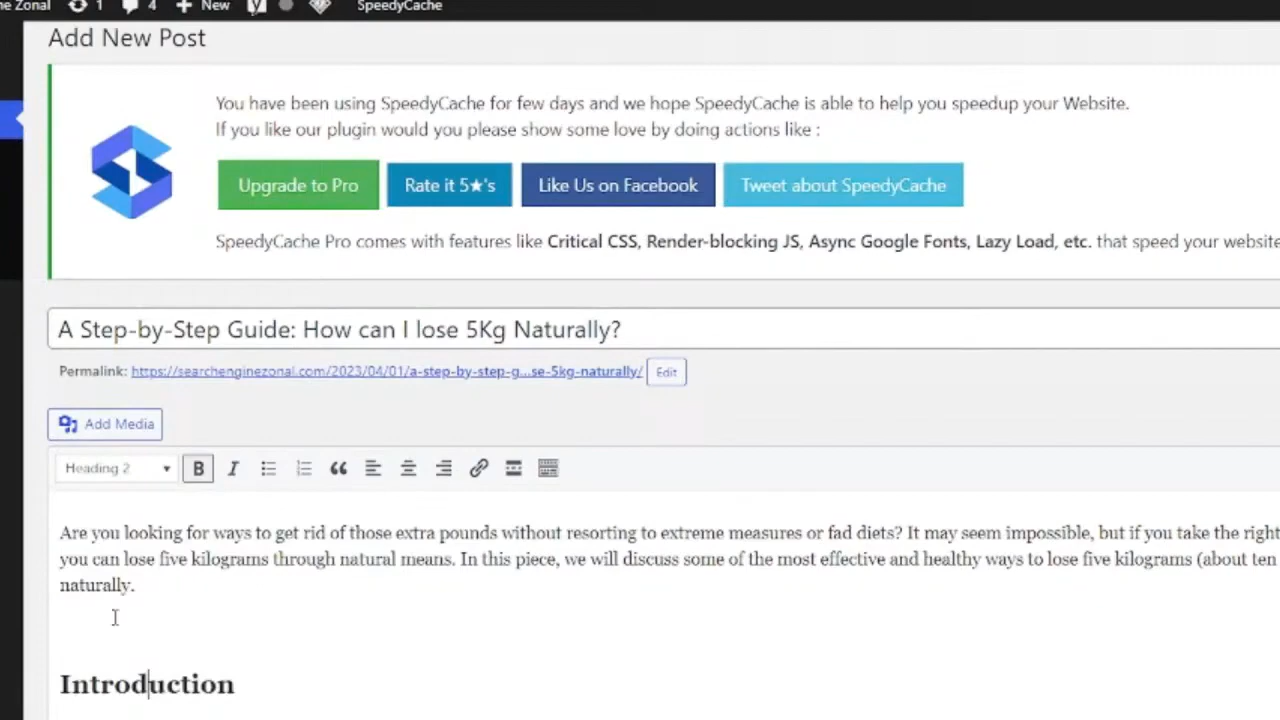 ne Zonal 1 4 New SpeedyCache
Add New Post
You have been using SpeedyCache for few days and we hope SpeedyCache is able to help you speedup your Website.
If you like our plugin would you please show some love by doing actions like :
Upgrade to Pro Rate it 5★'s Like Us on Facebook Tweet about SpeedyCache
SpeedyCache Pro comes with features like Critical CSS, Render-blocking JS, Async Google Fonts, Lazy Load, etc. that speed your website
A Step-by-Step Guide: How can I lose 5Kg Naturally?
Permalink: https://searchenginezonal.com/2023/04/01/a-step-by-step-g...se-5kg-naturally/ Edit
Add Media
Heading 2 B I
Are you looking for ways to get rid of those extra pounds without resorting to extreme measures or fad diets? It may seem impossible, but if you take the right
you can lose five kilograms through natural means. In this piece, we will discuss some of the most effective and healthy ways to lose five kilograms (about ten
naturally.
Introduction